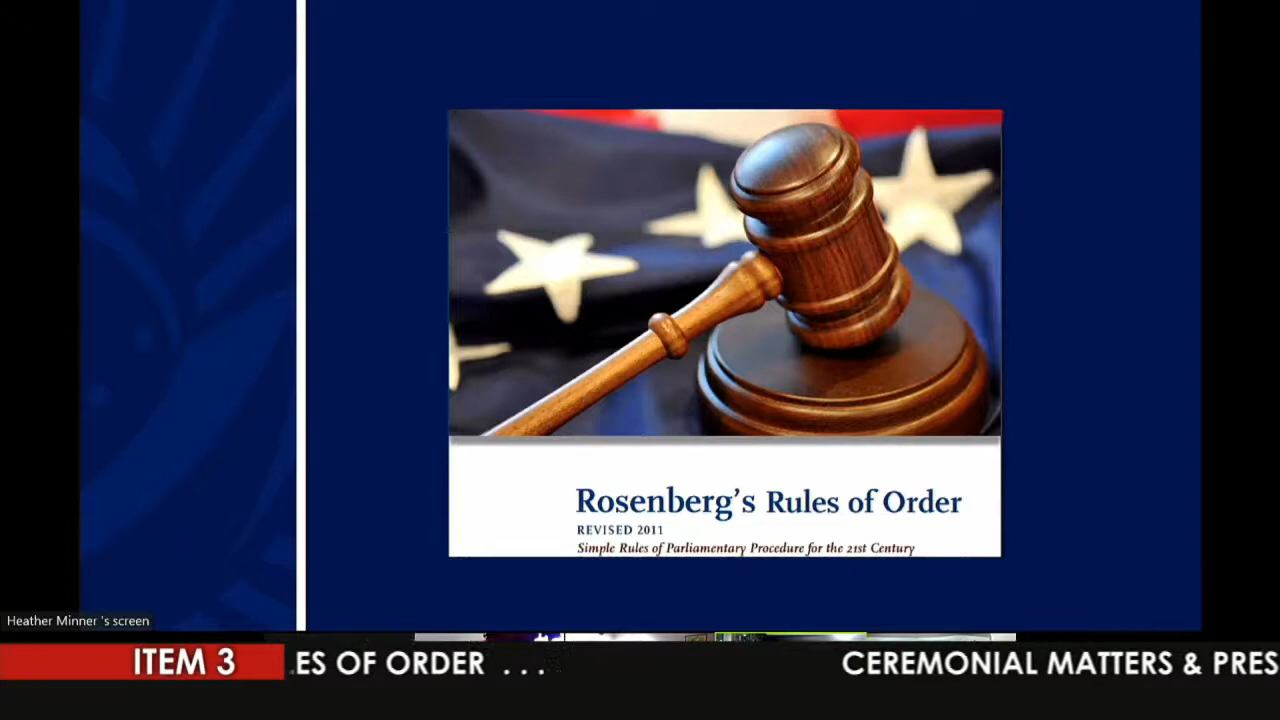 Rosenberg's Rules of Order
REVISED 2011
Simple Rules of Parliamentary Procedure for the 21st Century
Heather Minner 's screen
ITEM 3 .ES OF ORDER . . . CEREMONIAL MATTERS & PRES